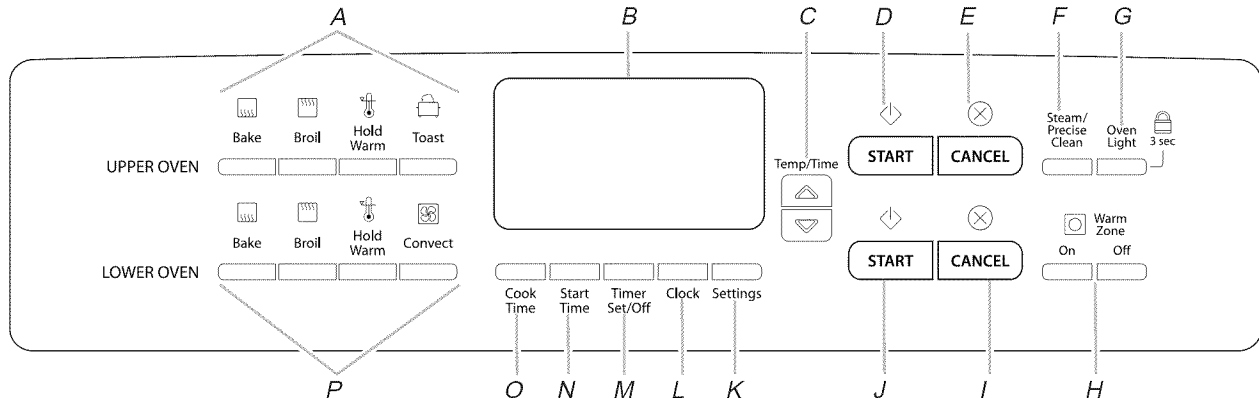 A B C D E F G
Bake Broil Hold Warm Toast
UPPER OVEN
Temp/Time
START CANCEL
Steam/ Precise Clean
Oven Light
3 sec
Bake Broil Hold Warm Convect
LOWER OVEN
START CANCEL
Warm Zone
On Off
Cook Time
Start Time
Timer Set/Off
Clock
Settings
P O N M L K J I H